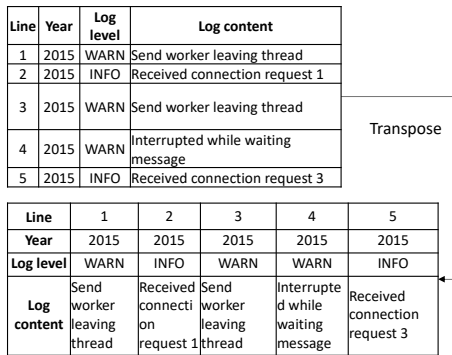 Line Year Log level Log content
1 2015 WARN Send worker leaving thread
2 2015 INFO Received connection request 1
3 2015 WARN Send worker leaving thread
4 2015 WARN Interrupted while waiting message
5 2015 INFO Received connection request 3
Transpose
Line 1 2 3 4 5
Year 2015 2015 2015 2015 2015
Log level WARN INFO WARN WARN INFO
Log content Send worker leaving thread Received connecti on request 1 Send worker leaving thread Interrupte d while waiting message Received connection request 3